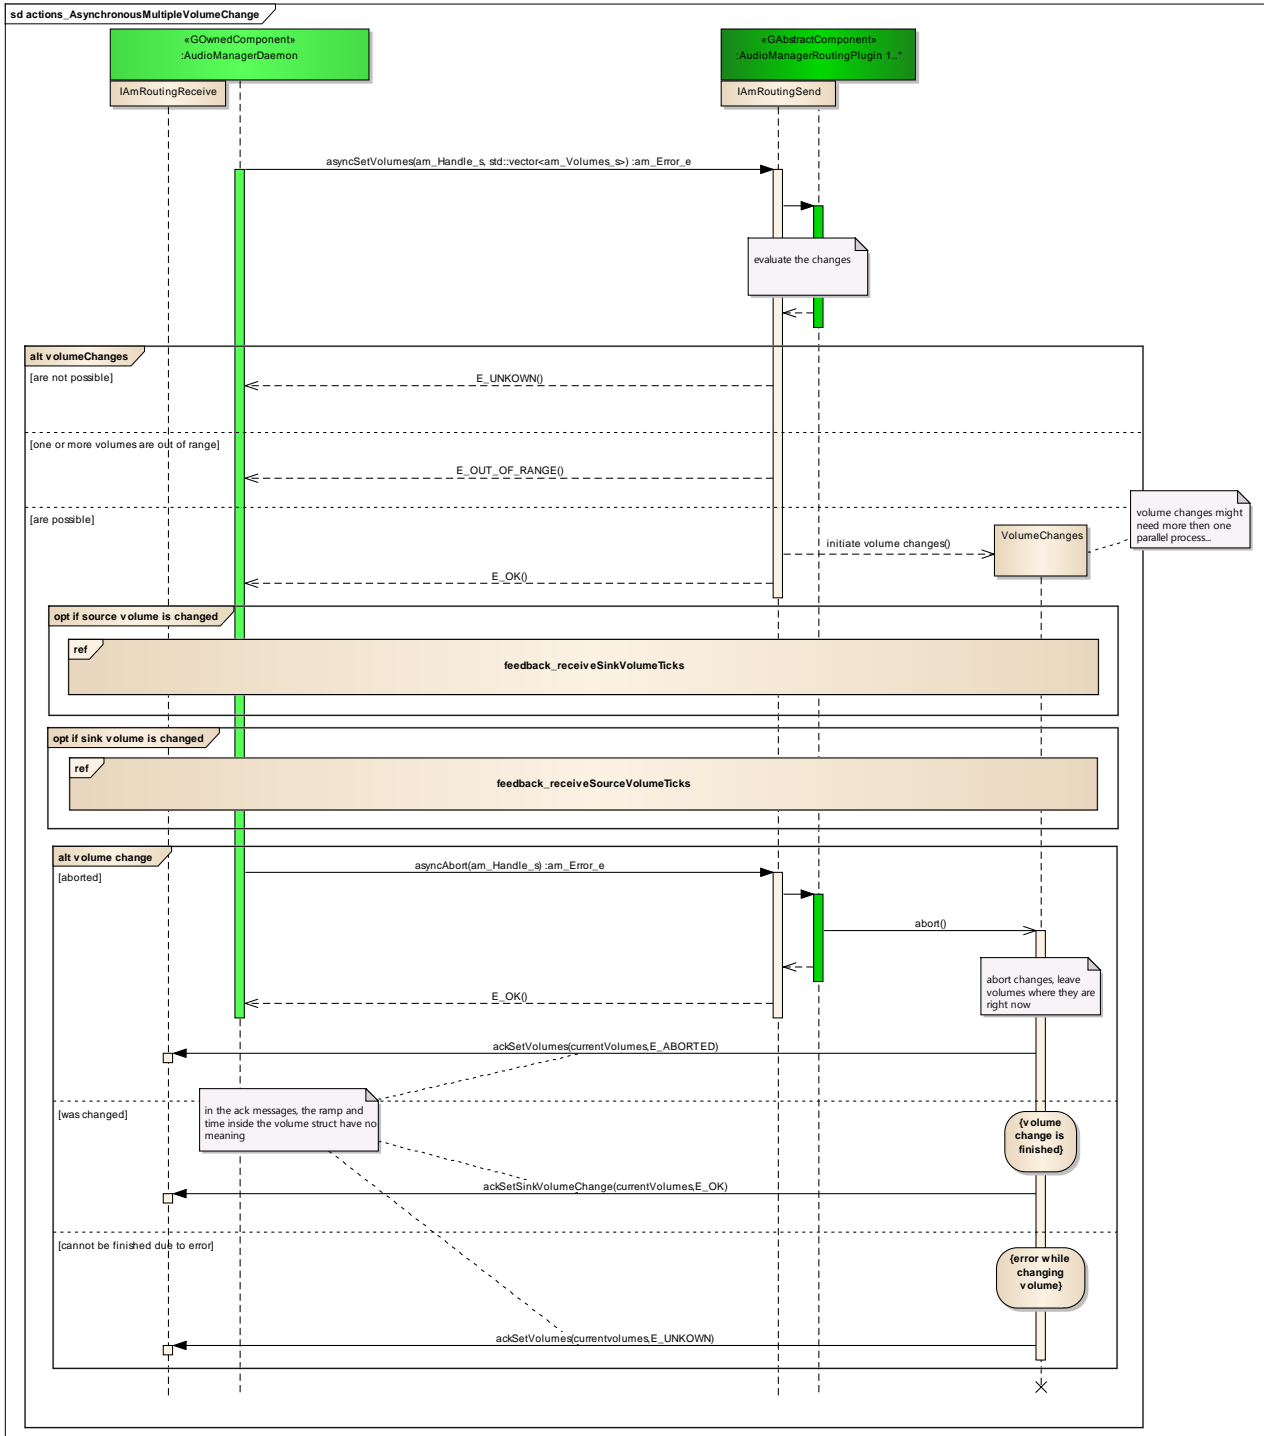 sd actions_AsynchronousMultipleVolumeChange
«GOwnedComponent»
:AudioManagerDaemon
IAmRoutingReceive
«GAbstractComponent»
:AudioManagerRoutingPlugin 1..*
IAmRoutingSend
asyncSetVolumes(am_Handle_s, std::vector<am_Volumes_s>) :am_Error_e
evaluate the changes
alt volumeChanges
[are not possible]
E_UNKOWN()
[one or more volumes are out of range]
E_OUT_OF_RANGE()
[are possible]
volume changes might
need more then one
parallel process...
VolumeChanges
initiate volume changes()
E_OK()
opt if source volume is changed
ref
feedback_receiveSinkVolumeTicks
opt if sink volume is changed
ref
feedback_receiveSourceVolumeTicks
alt volume change
[aborted]
asyncAbort(am_Handle_s) :am_Error_e
abort()
abort changes, leave
volumes where they are
right now
E_OK()
ackSetVolumes(currentVolumes,E_ABORTED)
[was changed]
in the ack messages, the ramp and
time inside the volume struct have no
meaning
{volume
change is
finished}
ackSetSinkVolumeChange(currentVolumes,E_OK)
[cannot be finished due to error]
{error while
changing
volume}
ackSetVolumes(currentvolumes,E_UNKOWN)